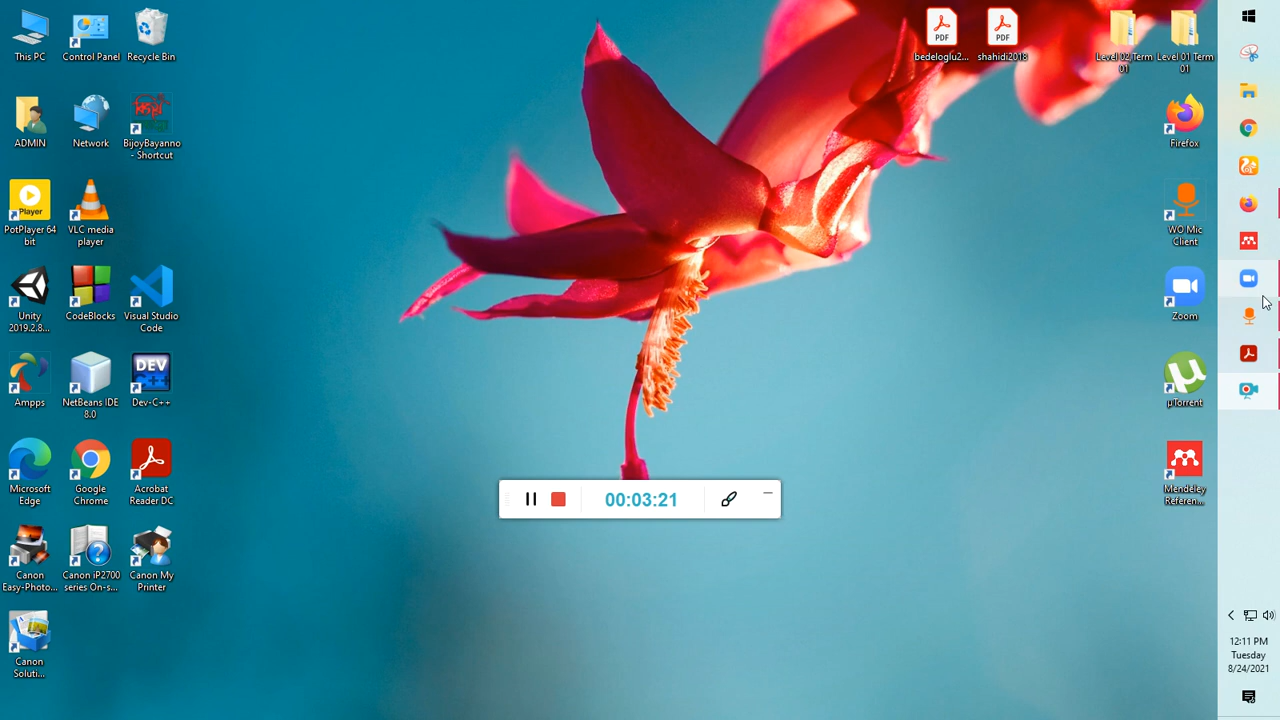 This PC
Control Panel
Recycle Bin
PDF
bedeloglu2...
PDF
shahidi2018
Level 02,Term
01
Level 01 Term
01
ADMIN
Network
BijoyBayanno
- Shortcut
Firefox
Player
PotPlayer 64
bit
VLC media
player
WO Mic
Client
Unity
2019.2.8...
CodeBlocks
Visual Studio
Code
Zoom
Ampps
NetBeans IDE
8.0
DEV
Dev-C++
µTorrent
Microsoft
Edge
Google
Chrome
Acrobat
Reader DC
Mendeley
Referen...
00:03:21
Canon
Easy-Photo...
Canon iP2700
series On-s...
Canon My
Printer
Canon
Soluti...
12:11 PM
Tuesday
8/24/2021